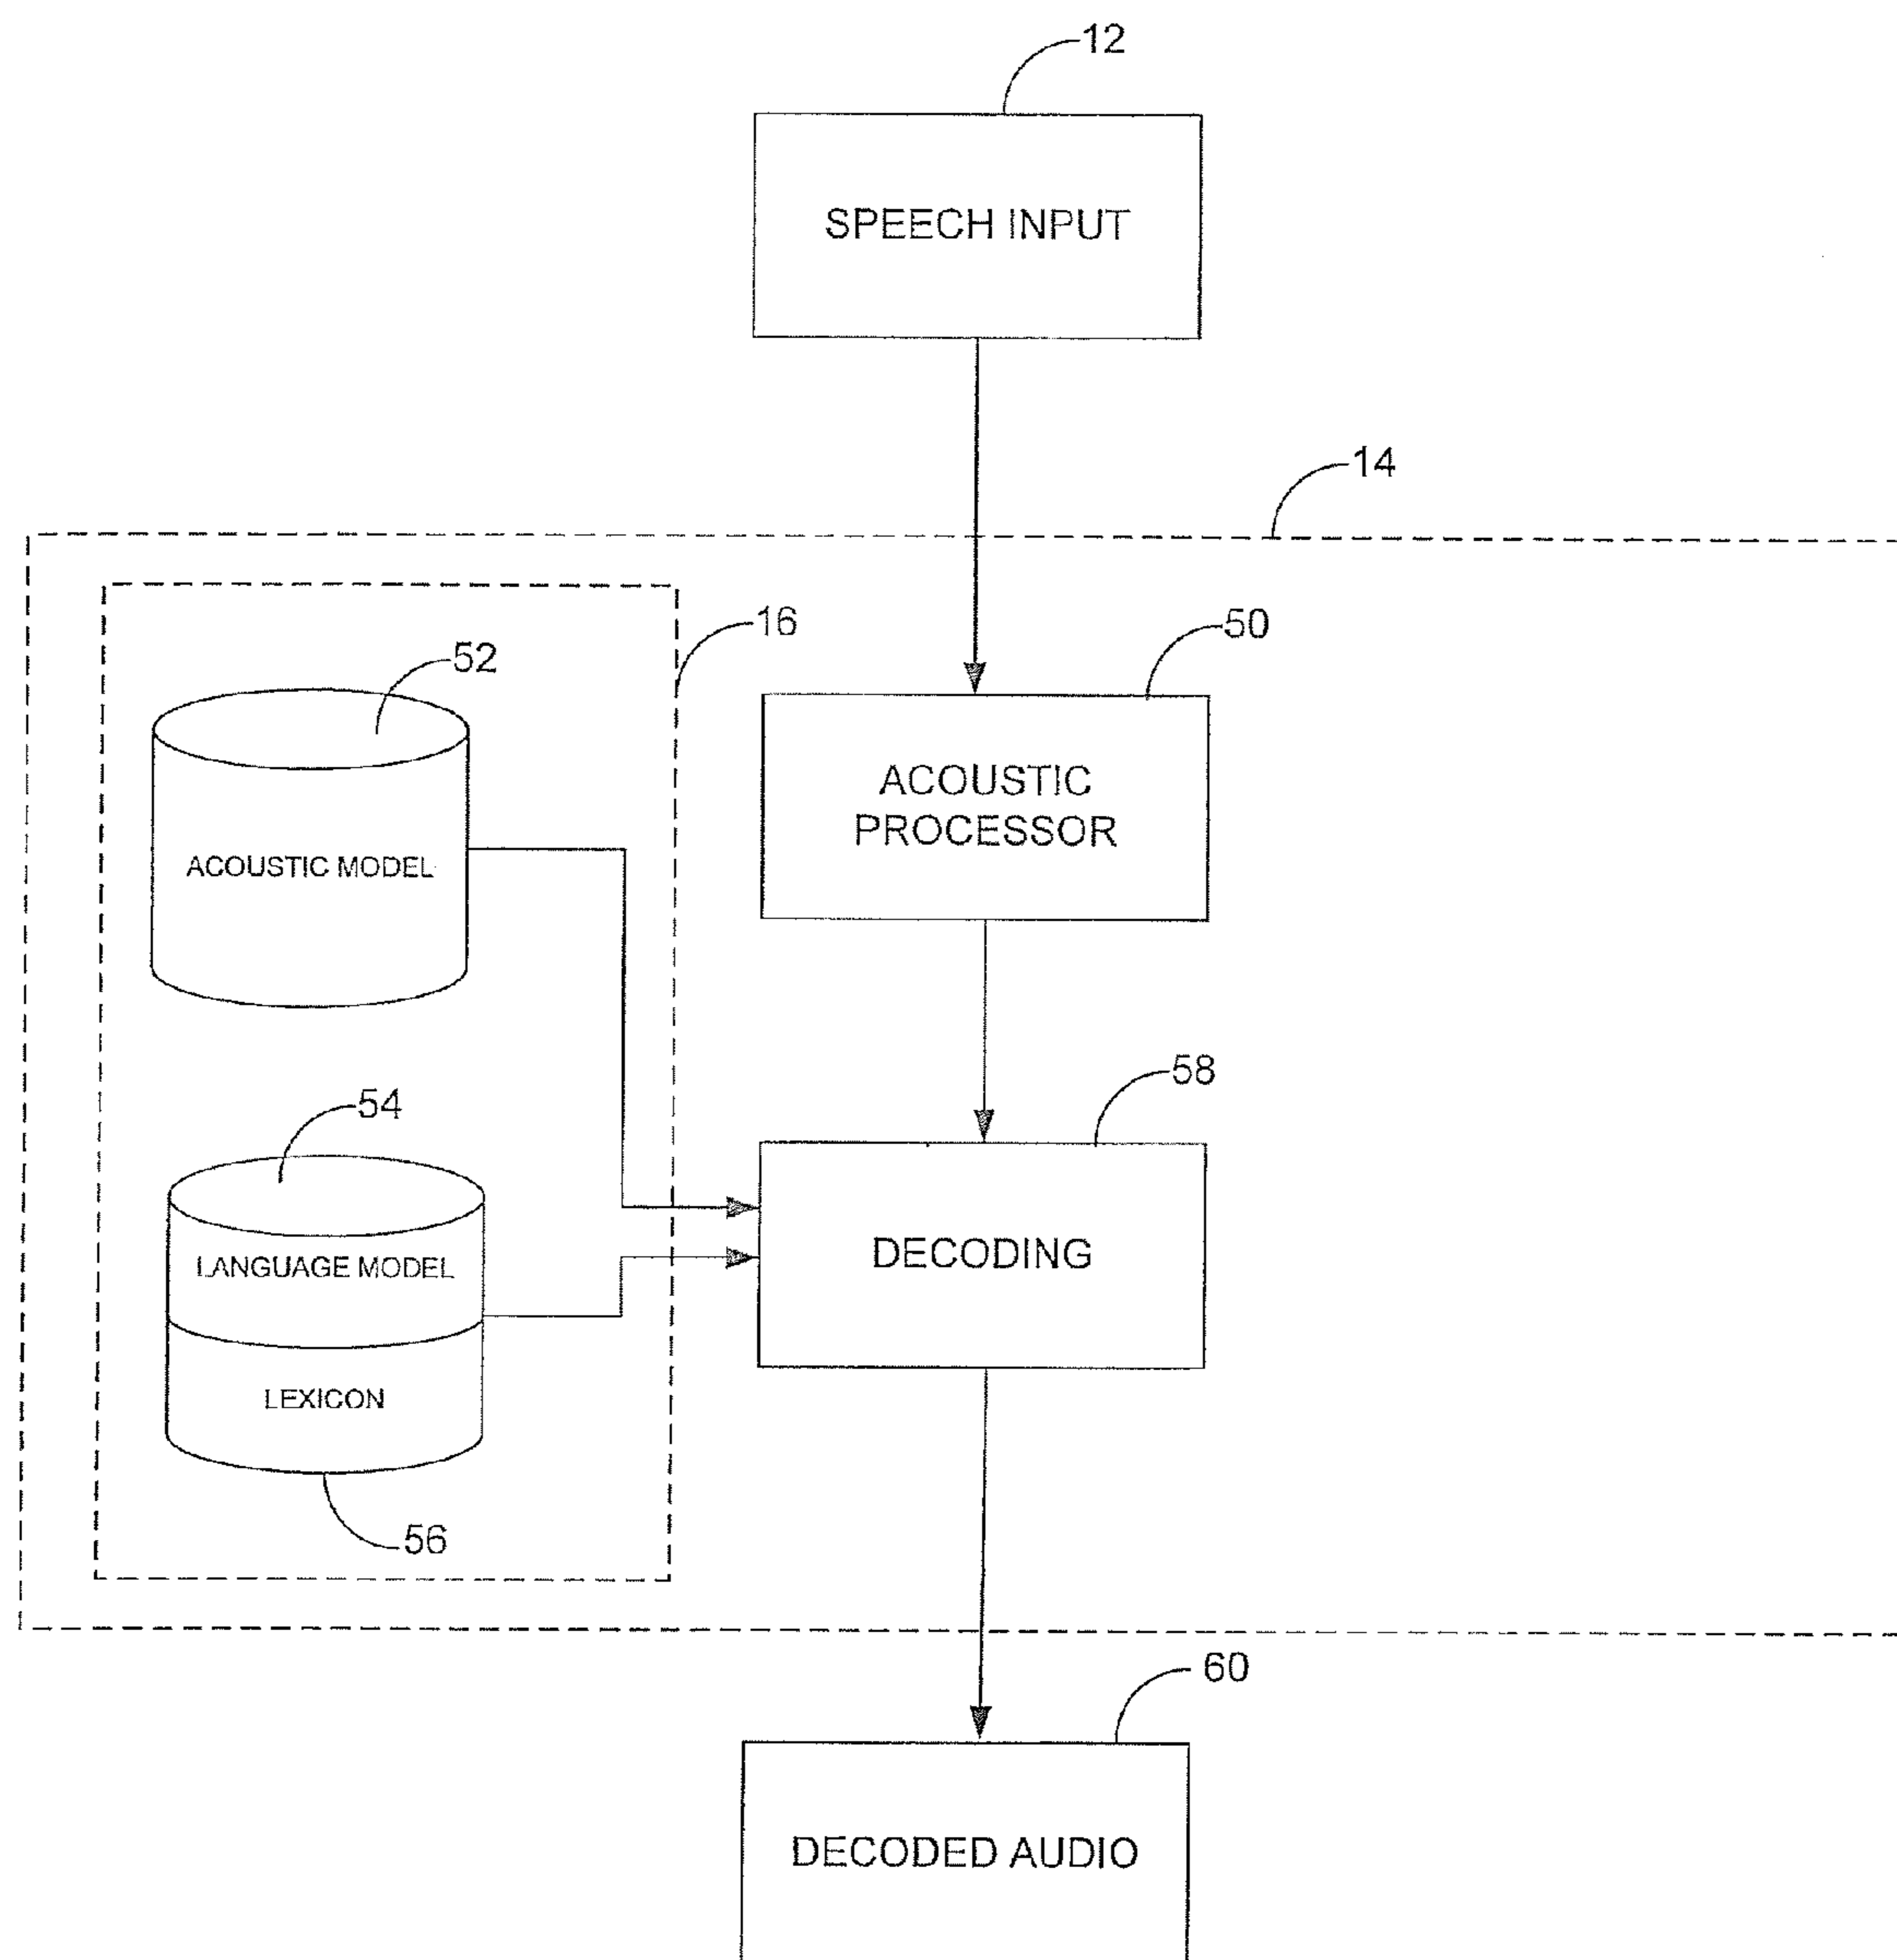 12
SPEECH INPUT
14
16
50
52
ACOUSTIC
PROCESSOR
ACOUSTIC MODEL
58
54
DECODING
LANGUAGE MODEL
LEXICON
56
60
DECODED AUDIO